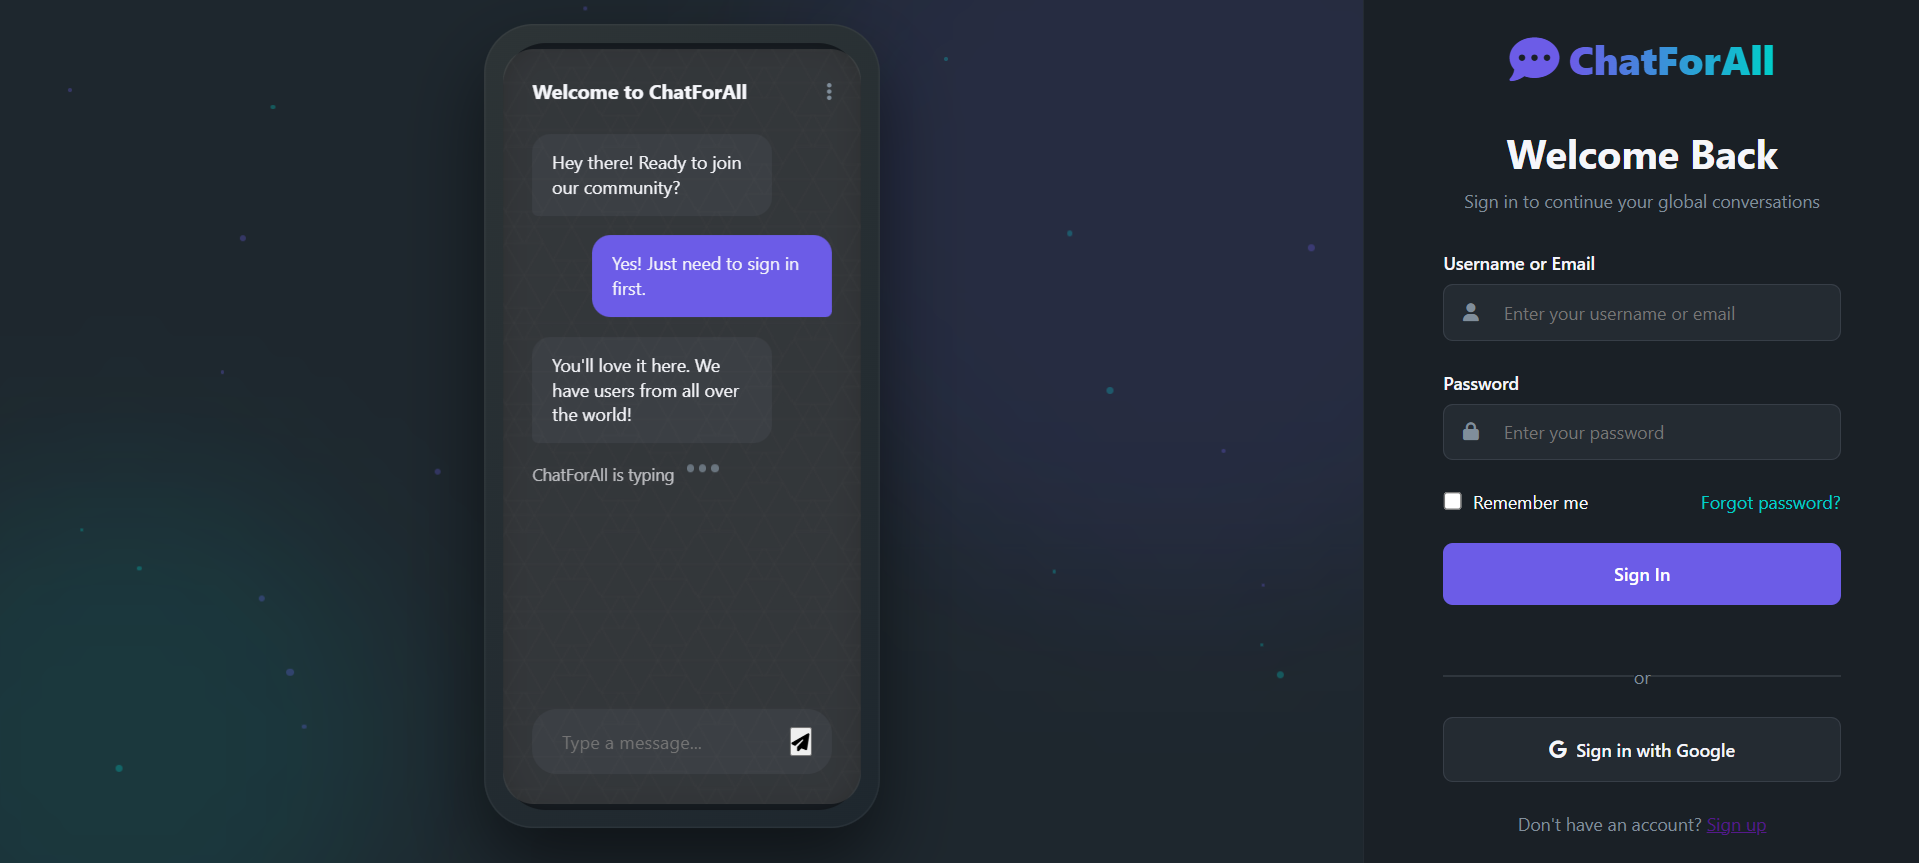 Welcome to ChatForAll
Hey there! Ready to join
our community?
Yes! Just need to sign in
first.
You'll love it here. We
have users from all over
the world!
ChatForAll is typing
Type a message...
ChatForAll
Welcome Back
Sign in to continue your global conversations
Username or Email
Enter your username or email
Password
Enter your password
Remember me
Forgot password?
Sign In
or
Sign in with Google
Don't have an account? Sign up